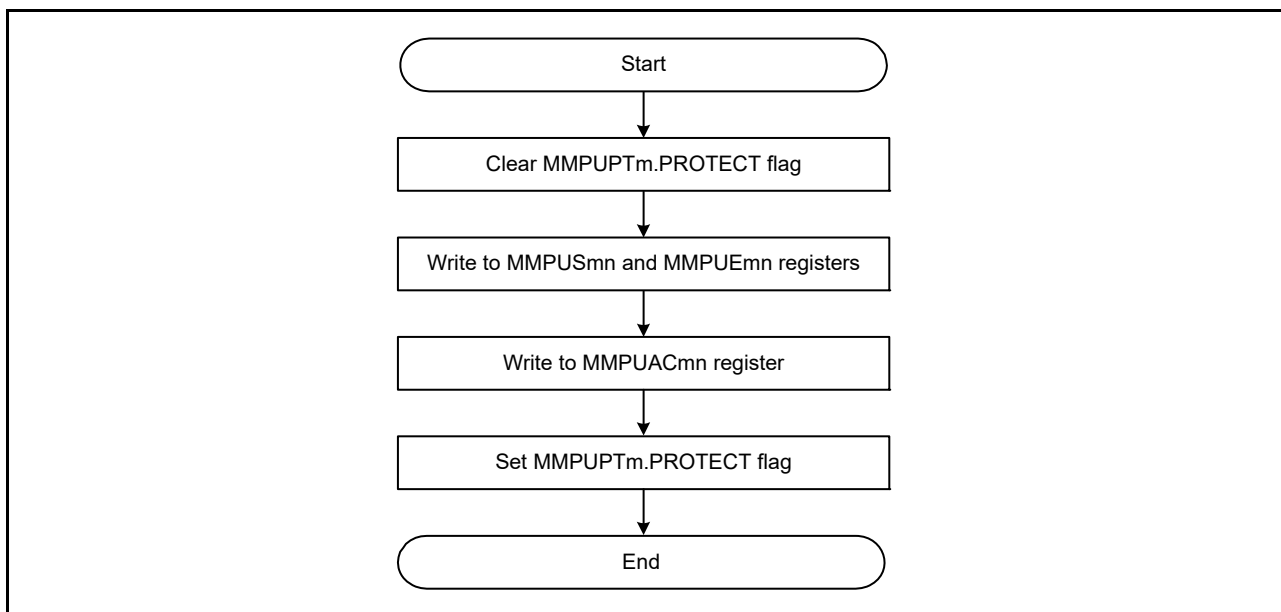 Start
Clear MMPUPTm.PROTECT flag
Write to MMPUSmn and MMPUEmn registers
Write to MMPUACmn register
Set MMPUPTm.PROTECT flag
End